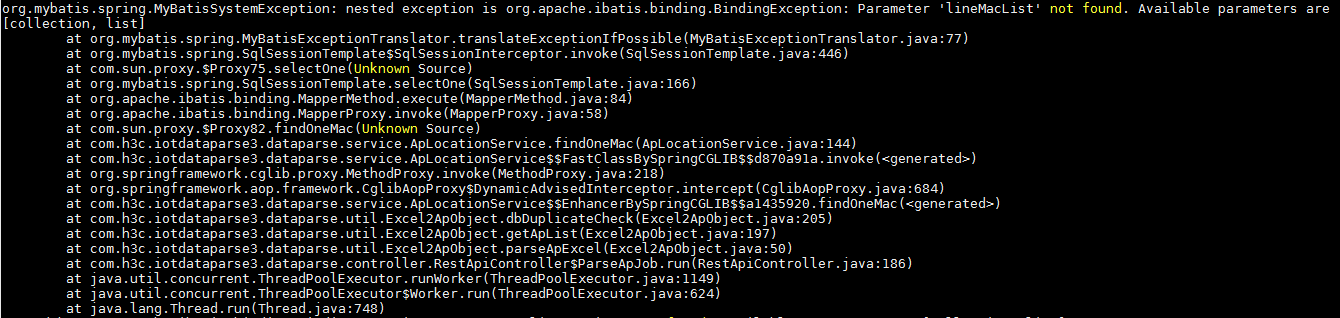 org.mybatis.spring.MyBatisSystemException: nested exception is org.apache.ibatis.binding.BindingException: Parameter 'lineMacList' not found. Available parameters are
[collection, list]
at org.mybatis.spring.MyBatisExceptionTranslator.translateExceptionIfPossible(MyBatisExceptionTranslator.java:77)
at org.mybatis.spring.SqlSessionTemplate$SqlSessionInterceptor.invoke(SqlSessionTemplate.java:446)
at com.sun.proxy.$Proxy75.selectOne(Unknown Source)
at org.mybatis.spring.SqlSessionTemplate.selectOne(SqlSessionTemplate.java:166)
at org.apache.ibatis.binding.MapperMethod.execute(MapperMethod.java:84)
at org.apache.ibatis.binding.MapperProxy.invoke(MapperProxy.java:58)
at com.sun.proxy.$Proxy82.findOneMac(Unknown Source)
at com.h3c.iotdataparse3.dataparse.service.ApLocationService.findOneMac(ApLocationService.java:144)
at com.h3c.iotdataparse3.dataparse.service.ApLocationService$$FastClassBySpringCGLIB$$d870a91a.invoke(<generated>)
at org.springframework.cglib.proxy.MethodProxy.invoke(MethodProxy.java:218)
at org.springframework.aop.framework.CglibAopProxy$DynamicAdvisedInterceptor.intercept(CglibAopProxy.java:684)
at com.h3c.iotdataparse3.dataparse.service.ApLocationService$$EnhancerBySpringCGLIB$$a1435920.findOneMac(<generated>)
at com.h3c.iotdataparse3.dataparse.util.Excel2ApObject.dbDuplicateCheck(Excel2ApObject.java:205)
at com.h3c.iotdataparse3.dataparse.util.Excel2ApObject.getApList(Excel2ApObject.java:197)
at com.h3c.iotdataparse3.dataparse.util.Excel2ApObject.parseApExcel(Excel2ApObject.java:50)
at com.h3c.iotdataparse3.dataparse.controller.RestApiController$ParseApJob.run(RestApiController.java:186)
at java.util.concurrent.ThreadPoolExecutor.runWorker(ThreadPoolExecutor.java:1149)
at java.util.concurrent.ThreadPoolExecutor$Worker.run(ThreadPoolExecutor.java:624)
at java.lang.Thread.run(Thread.java:748)